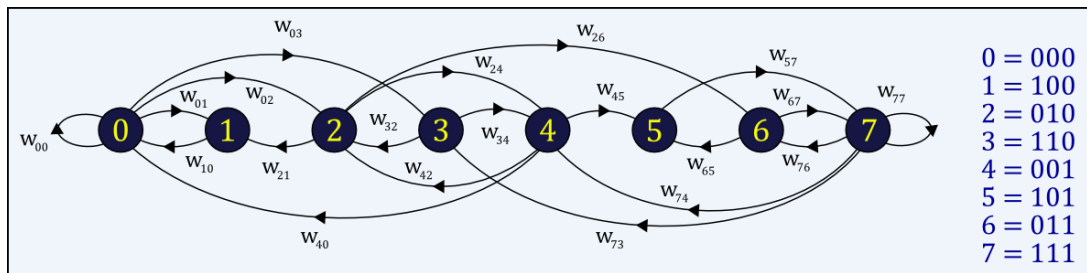 w03
w26
w24
w57
w01
w02
w45
w67
w77
w32
w34
w00
0 1 2 3 4 5 6 7
w10
w21
w42
w65
w76
w74
w40
w73
0 = 000
1 = 100
2 = 010
3 = 110
4 = 001
5 = 101
6 = 011
7 = 111